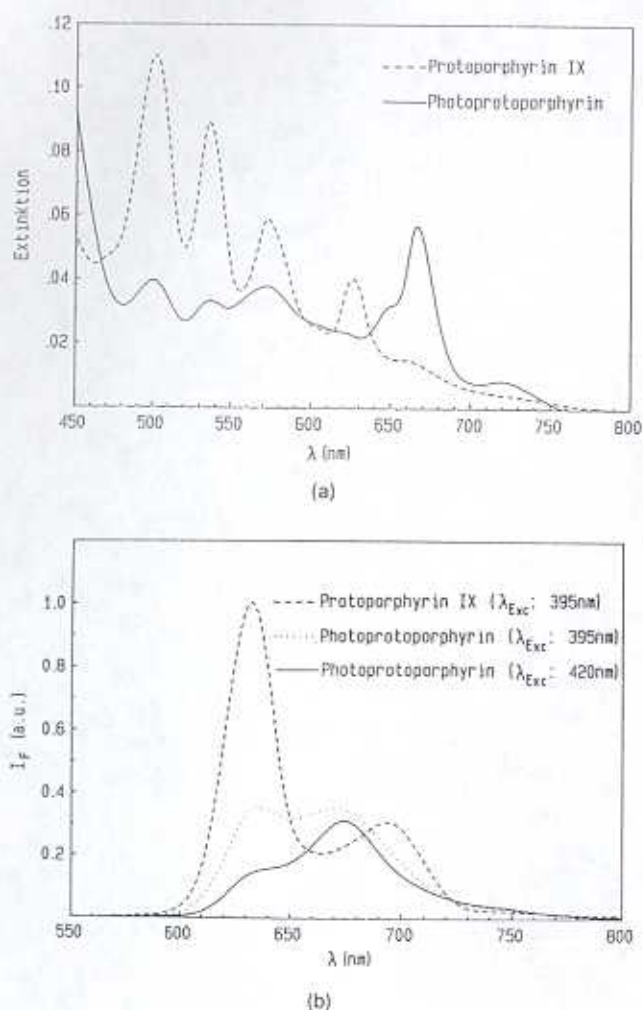 .12
.10
.08
.06
.04
.02
Extinktion
Protoporphyrin IX
Photoprotoporphyrin
450 500 550 600 650 700 750 800
λ (nm)
(a)
1.0
0.8
0.6
0.4
0.2
I_F (a.u.)
Protoporphyrin IX (λ_Exc: 395nm)
Photoprotoporphyrin (λ_Exc: 395nm)
Photoprotoporphyrin (λ_Exc: 420nm)
550 600 650 700 750 800
λ (nm)
(b)